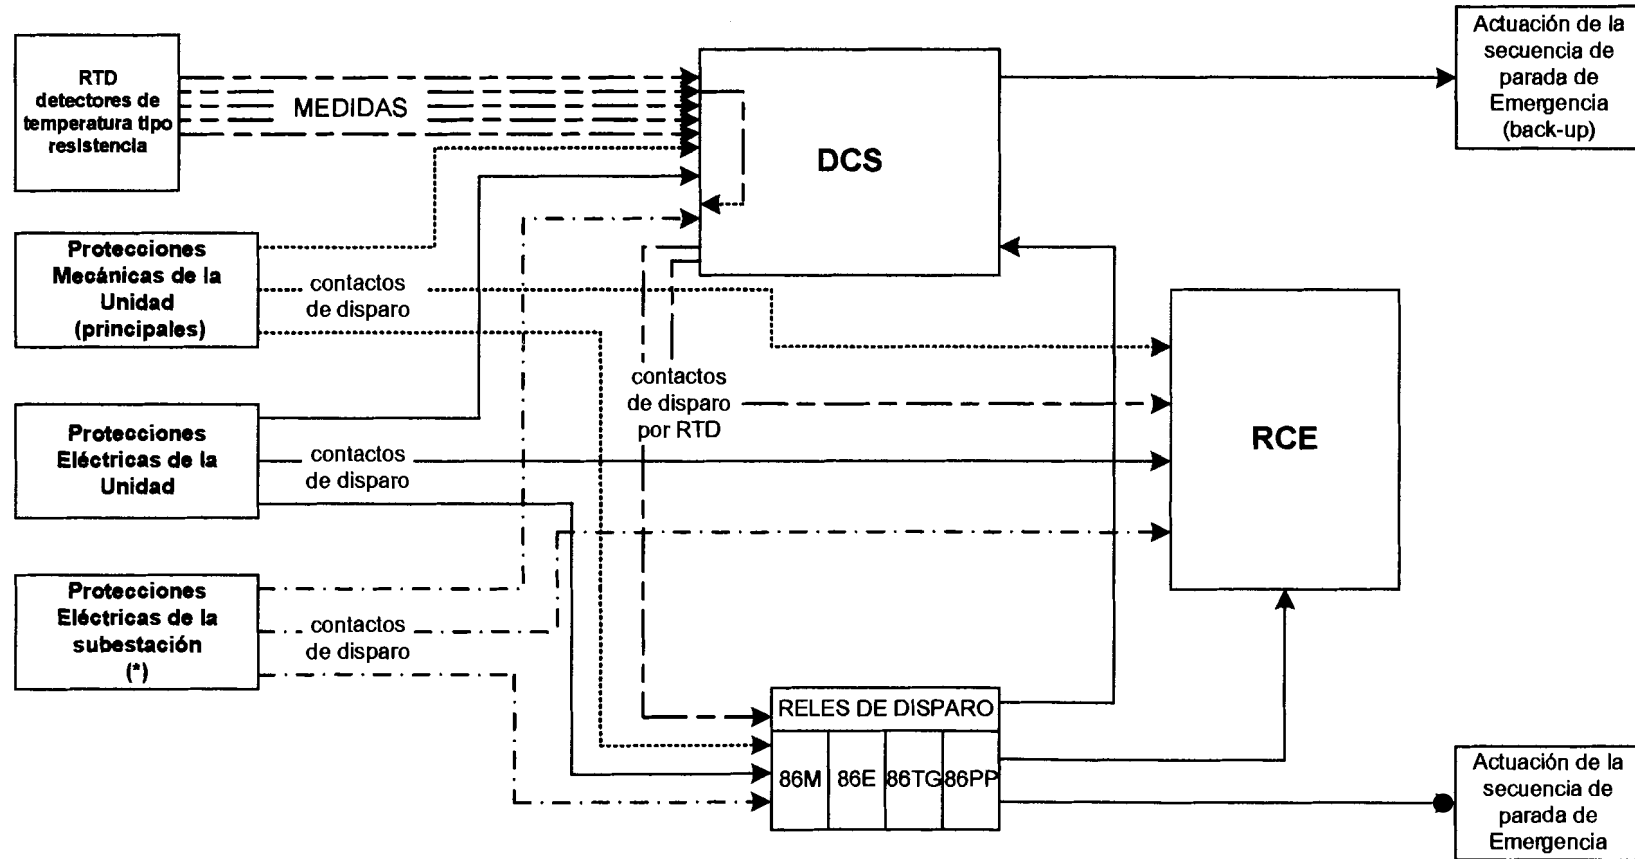 RTD
detectores de
temperatura tipo
resistencia
MEDIDAS
DCS
Actuación de la
secuencia de
parada de
Emergencia
(back-up)
Protecciones
Mecánicas de la
Unidad
(principales)
contactos
de disparo
contactos
de disparo
por RTD
RCE
Protecciones
Eléctricas de la
Unidad
contactos
de disparo
Protecciones
Eléctricas de la
subestación
(*)
contactos
de disparo
RELES DE DISPARO
86M 86E 86TG 86PP
Actuación de la
secuencia de
parada de
Emergencia